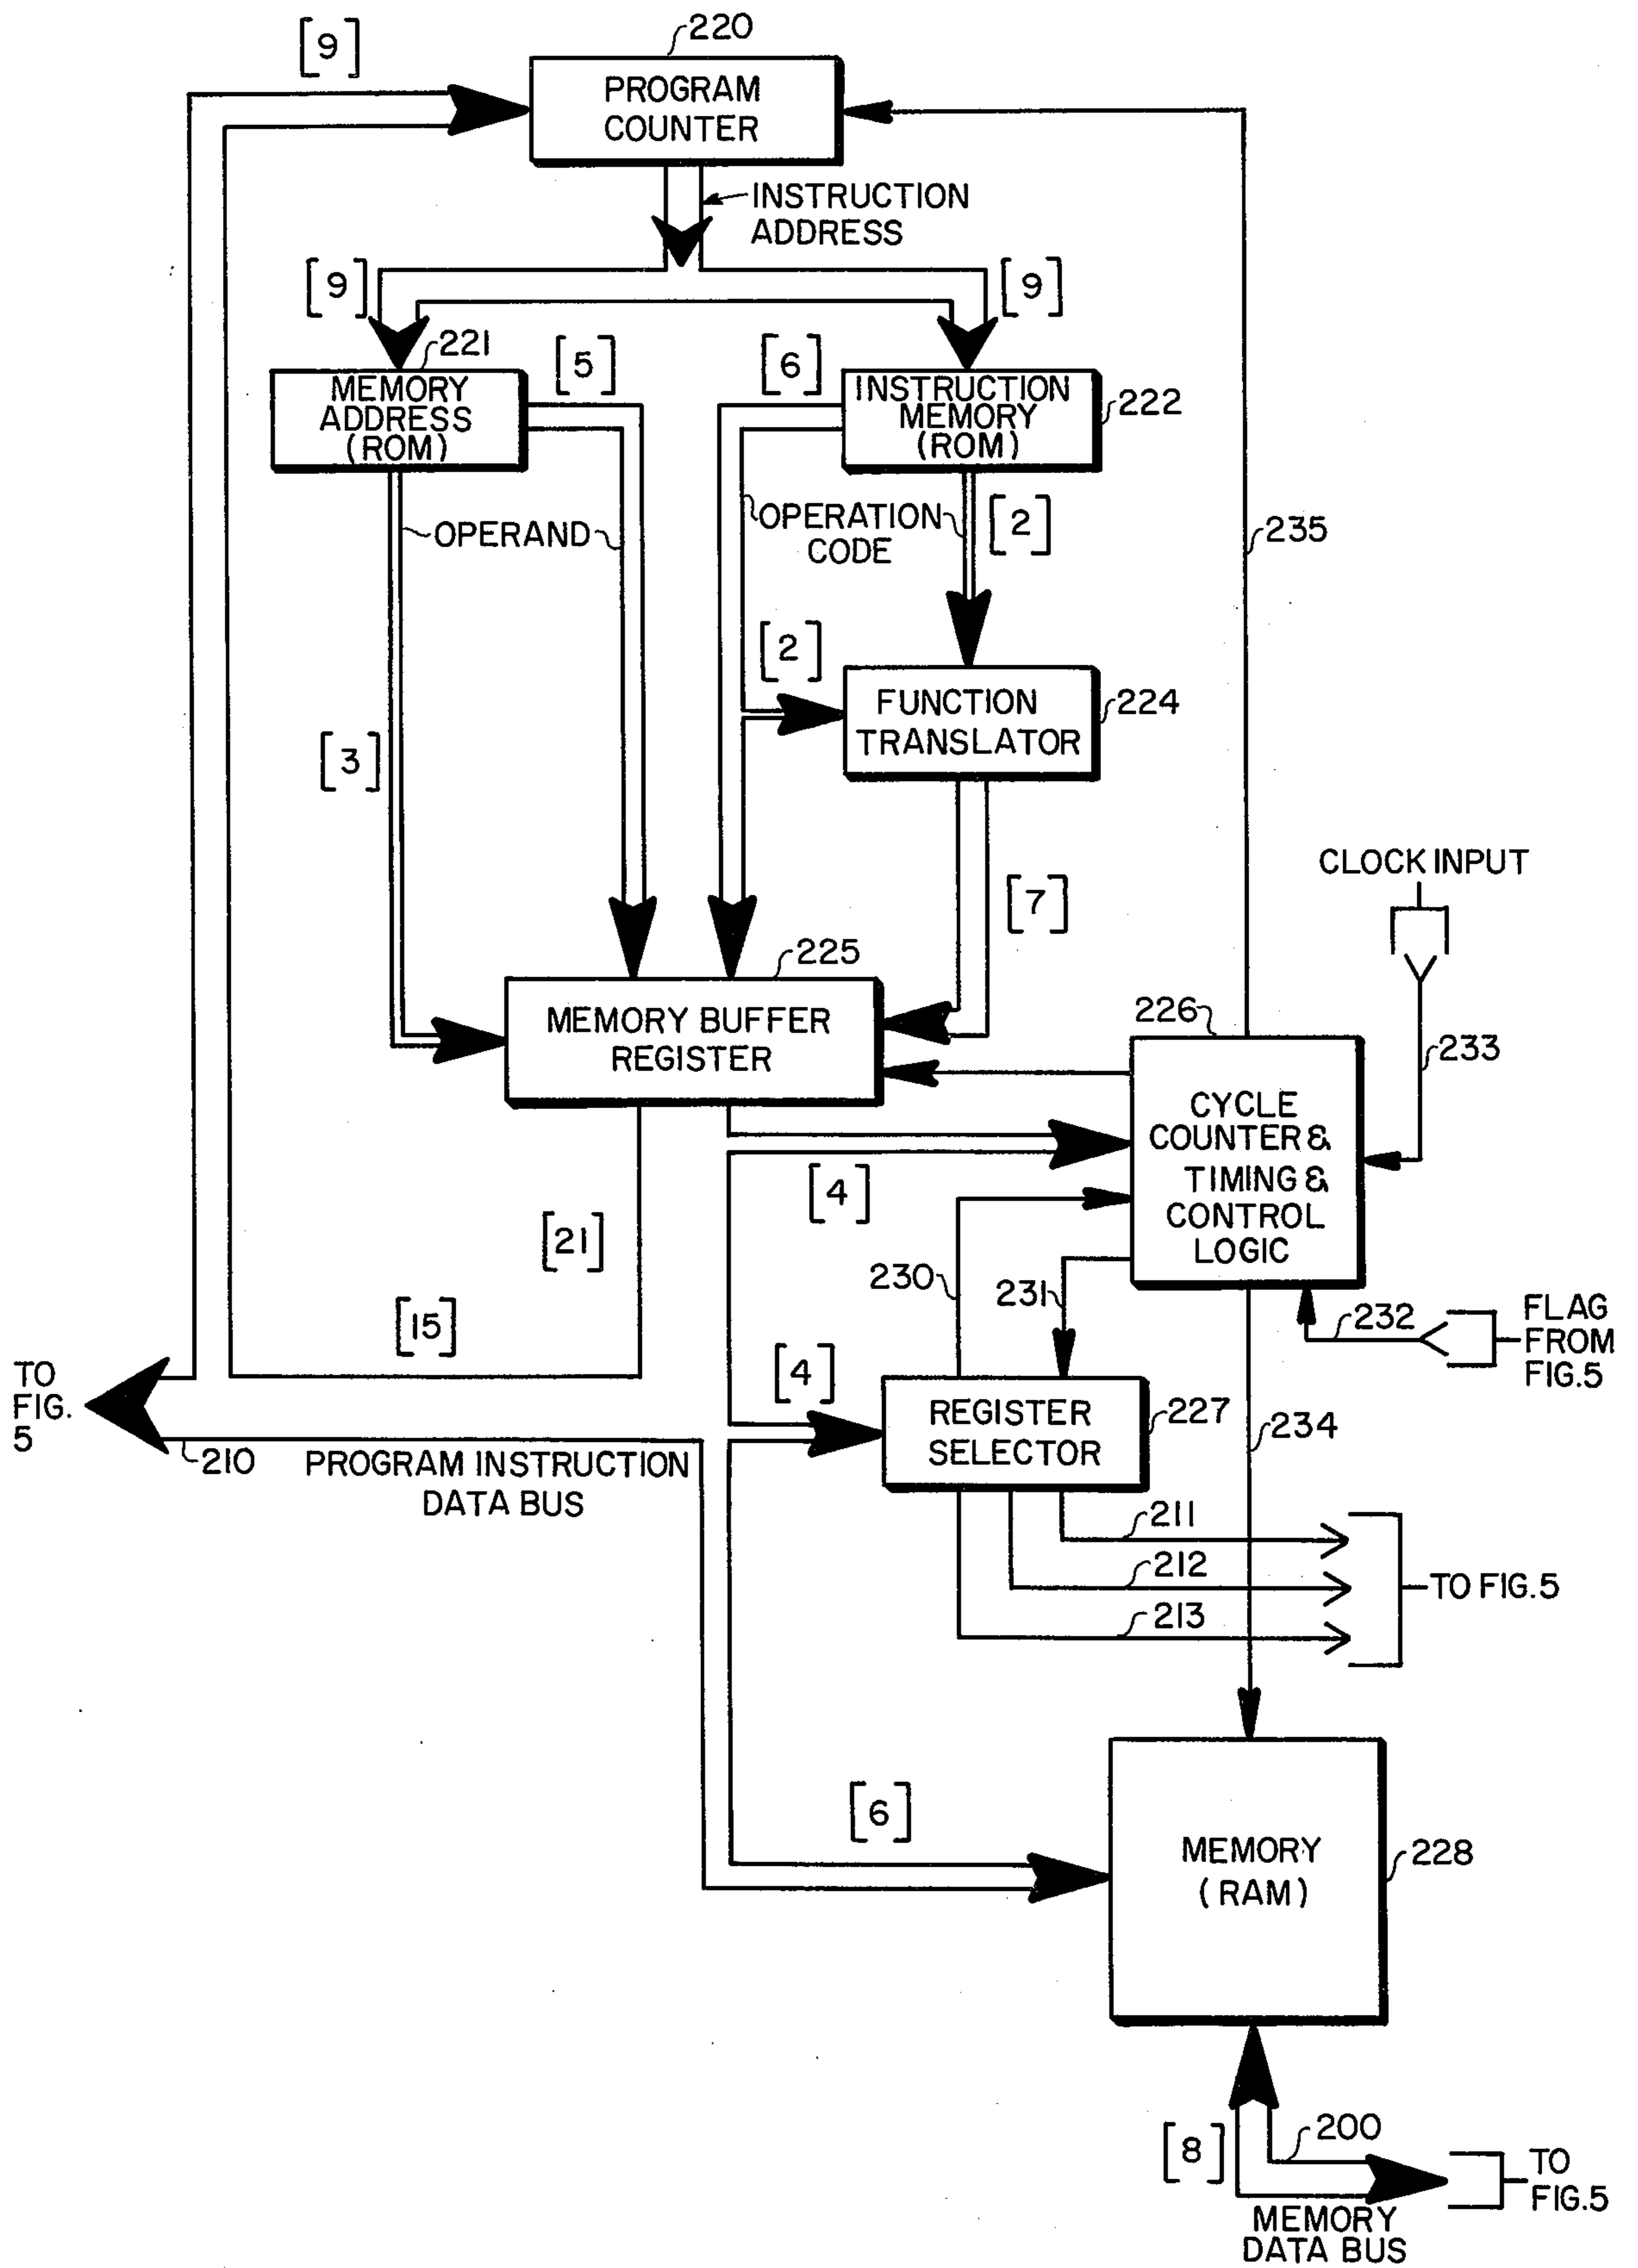 [9]
220
PROGRAM
COUNTER
INSTRUCTION
ADDRESS
[9]
[9]
221
[5]
[6]
MEMORY
ADDRESS
(ROM)
INSTRUCTION
MEMORY
(ROM)
222
OPERAND
OPERATION
CODE
[2]
235
[2]
FUNCTION
TRANSLATOR
224
[3]
CLOCK INPUT
[7]
225
MEMORY BUFFER
REGISTER
226
233
CYCLE
COUNTER &
TIMING &
CONTROL
LOGIC
[4]
[21]
230
231
[15]
232
FLAG
FROM
FIG.5
TO
FIG.
5
[4]
REGISTER
SELECTOR
227
234
210
PROGRAM INSTRUCTION
DATA BUS
211
212
213
TO FIG.5
[6]
MEMORY
(RAM)
228
[8]
200
TO
FIG.5
MEMORY
DATA BUS